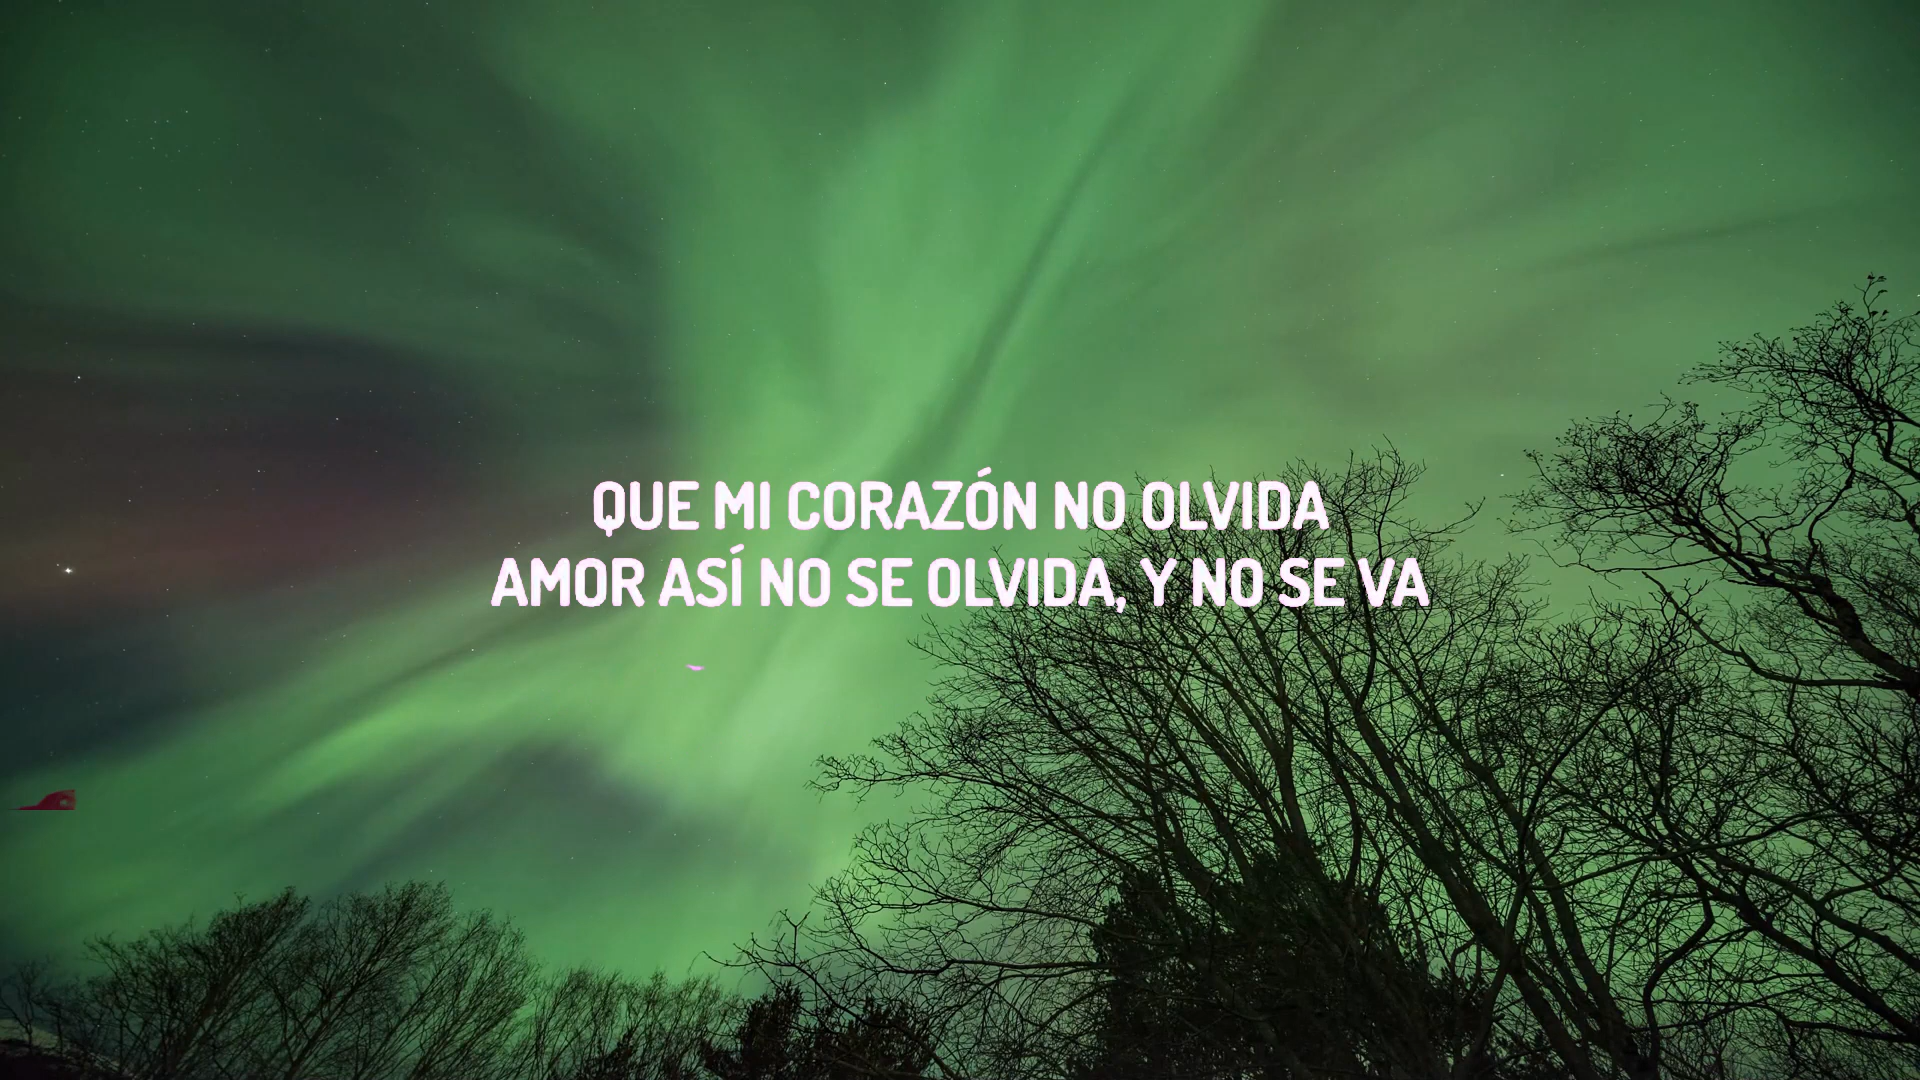 QUE MI CORAZÓN NO OLVIDA
AMOR ASÍ NO SE OLVIDA, Y NO SE VA